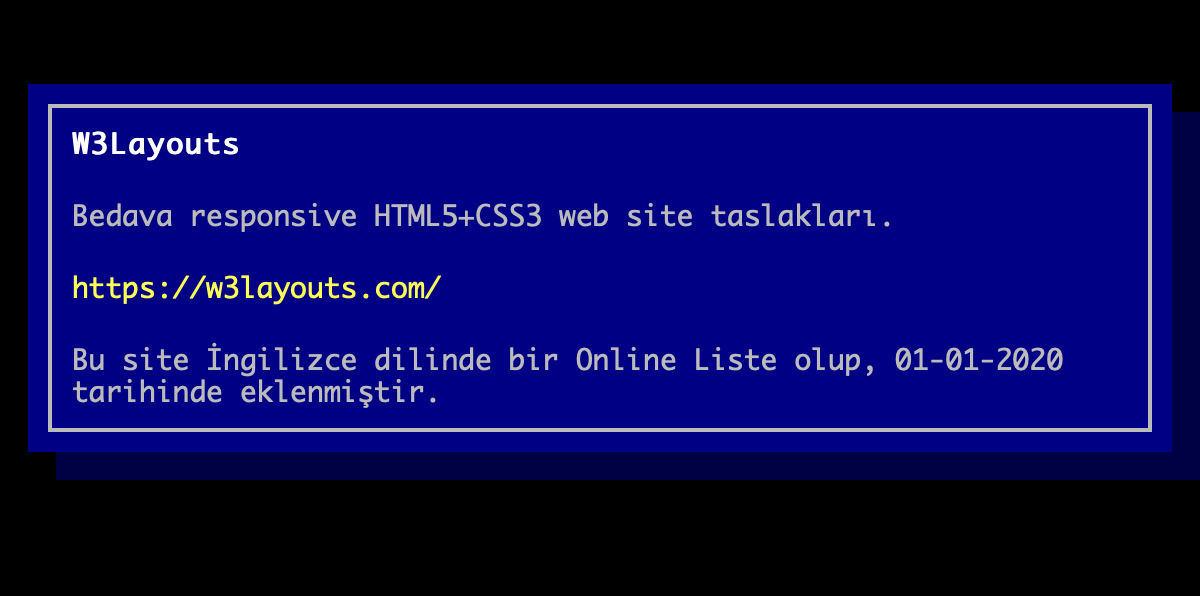 W3Layouts
Bedava responsive HTML5+CSS3 web site taslakları.
https://w3layouts.com/
Bu site İngilizce dilinde bir Online Liste olup, 01-01-2020
tarihinde eklenmiştir.